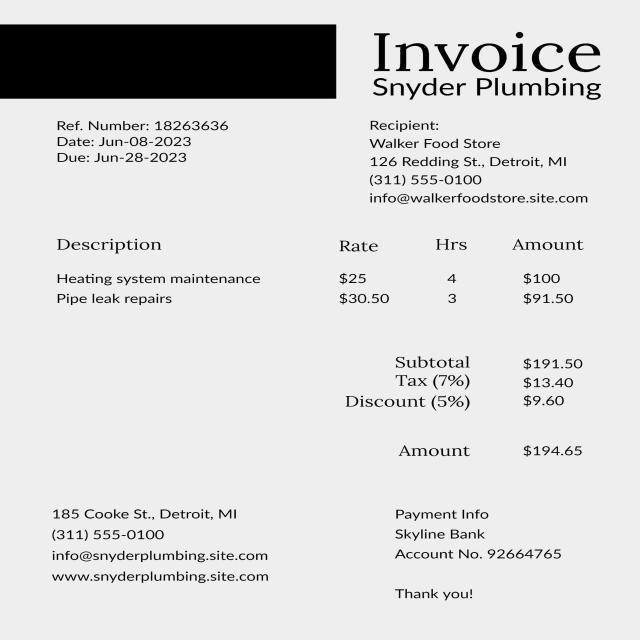 Invoice
Snyder Plumbing
Ref. Number: 18263636
Date: Jun-08-2023
Due: Jun-28-2023
Recipient:
Walker Food Store
126 Redding St., Detroit, MI
(311) 555-0100
info@walkerfoodstore.site.com
Description Rate Hrs Amount
Heating system maintenance $25 4 $100
Pipe leak repairs $30.50 3 $91.50
Subtotal $191.50
Tax (7%) $13.40
Discount (5%) $9.60
Amount $194.65
185 Cooke St., Detroit, MI
(311) 555-0100
info@snyderplumbing.site.com
www.snyderplumbing.site.com
Payment Info
Skyline Bank
Account No. 92664765
Thank you!